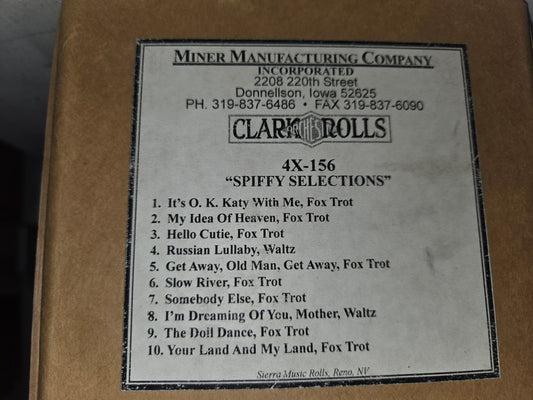 MINER MANUFACTURING COMPANY
INCORPORATED
2208 220th Street
Donnellson, Iowa 52625
PH. 319-837-6486 • FAX 319-837-6090
CLARK THESE ROLLS
4X-156
"SPIFFY SELECTIONS"
1. It's O. K. Katy With Me, Fox Trot
2. My Idea Of Heaven, Fox Trot
3. Hello Cutie, Fox Trot
4. Russian Lullaby, Waltz
5. Get Away, Old Man, Get Away, Fox Trot
6. Slow River, Fox Trot
7. Somebody Else, Fox Trot
8. I'm Dreaming Of You, Mother, Waltz
9. The Doll Dance, Fox Trot
10. Your Land And My Land, Fox Trot
Sierra Music Rolls, Reno, NV